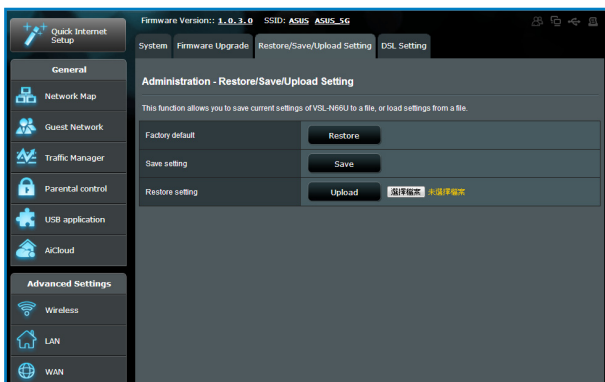 Quick Internet Setup
Firmware Version:: 1.0.3.0 SSID: ASUS ASUS_5G
System
Firmware Upgrade
Restore/Save/Upload Setting
DSL Setting
General
Network Map
Guest Network
Traffic Manager
Parental control
USB application
AiCloud
Advanced Settings
Wireless
LAN
WAN
Administration - Restore/Save/Upload Setting
This function allows you to save current settings of VSL-N66U to a file, or load settings from a file.
Factory default
Restore
Save setting
Save
Restore setting
Upload
選擇檔案 未選擇檔案